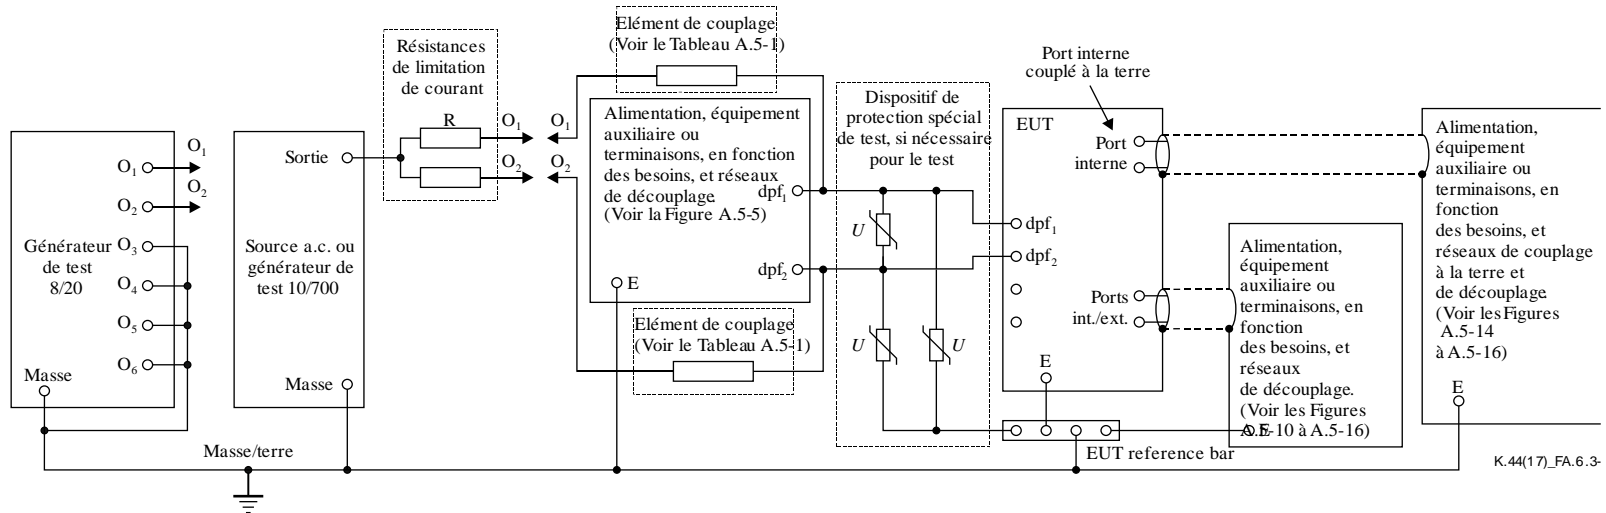 Générateur
de test
8/20
O1
O2
O3
O4
O5
O6
O1
O2
Masse
Source a.c. ou
générateur de
test 10/700
Sortie
Masse
Masse/terre
Résistances
de limitation
de courant
R
O1
O2
O1
O2
Elément de couplage
(Voir le Tableau A.5-1)
Alimentation, équipement
auxiliaire ou
terminaisons, en fonction
des besoins, et réseaux
de découplage.
(Voir la Figure A.5-5)
dpf1
dpf2
E
Elément de couplage
(Voir le Tableau A.5-1)
Dispositif de
protection spécial
de test, si nécessaire
pour le test
U
U
U
Port interne
couplé à la terre
EUT
Port
interne
dpf1
dpf2
Ports
int./ext.
E
EUT reference bar
Alimentation,
équipement
auxiliaire ou
terminaisons, en
fonction
des besoins, et
réseaux
de découplage.
(Voir les Figures
A.5-10 à A.5-16)
E
Alimentation,
équipement
auxiliaire ou
terminaisons, en
fonction
des besoins, et
réseaux de couplage
à la terre et
de découplage.
(Voir les Figures
A.5-14
à A.5-16)
E
K.44(17)_FA.6.3-